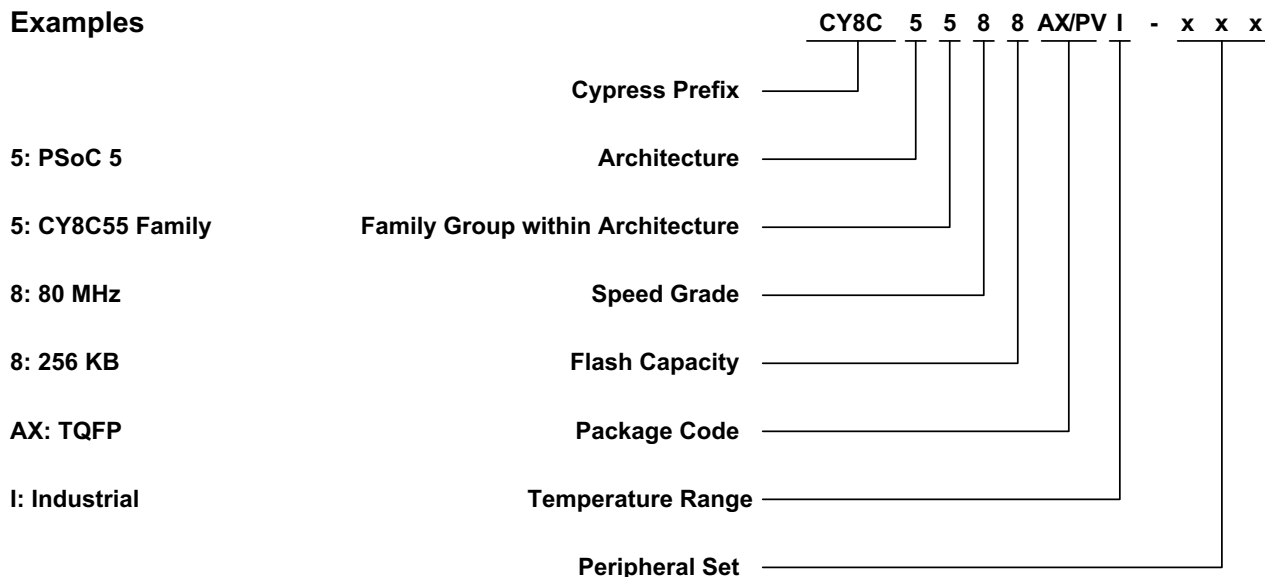 Examples
CY8C 5 5 8 8 AX/PV I - x x x
Cypress Prefix
5: PSoC 5 Architecture
5: CY8C55 Family Family Group within Architecture
8: 80 MHz Speed Grade
8: 256 KB Flash Capacity
AX: TQFP Package Code
I: Industrial Temperature Range
Peripheral Set